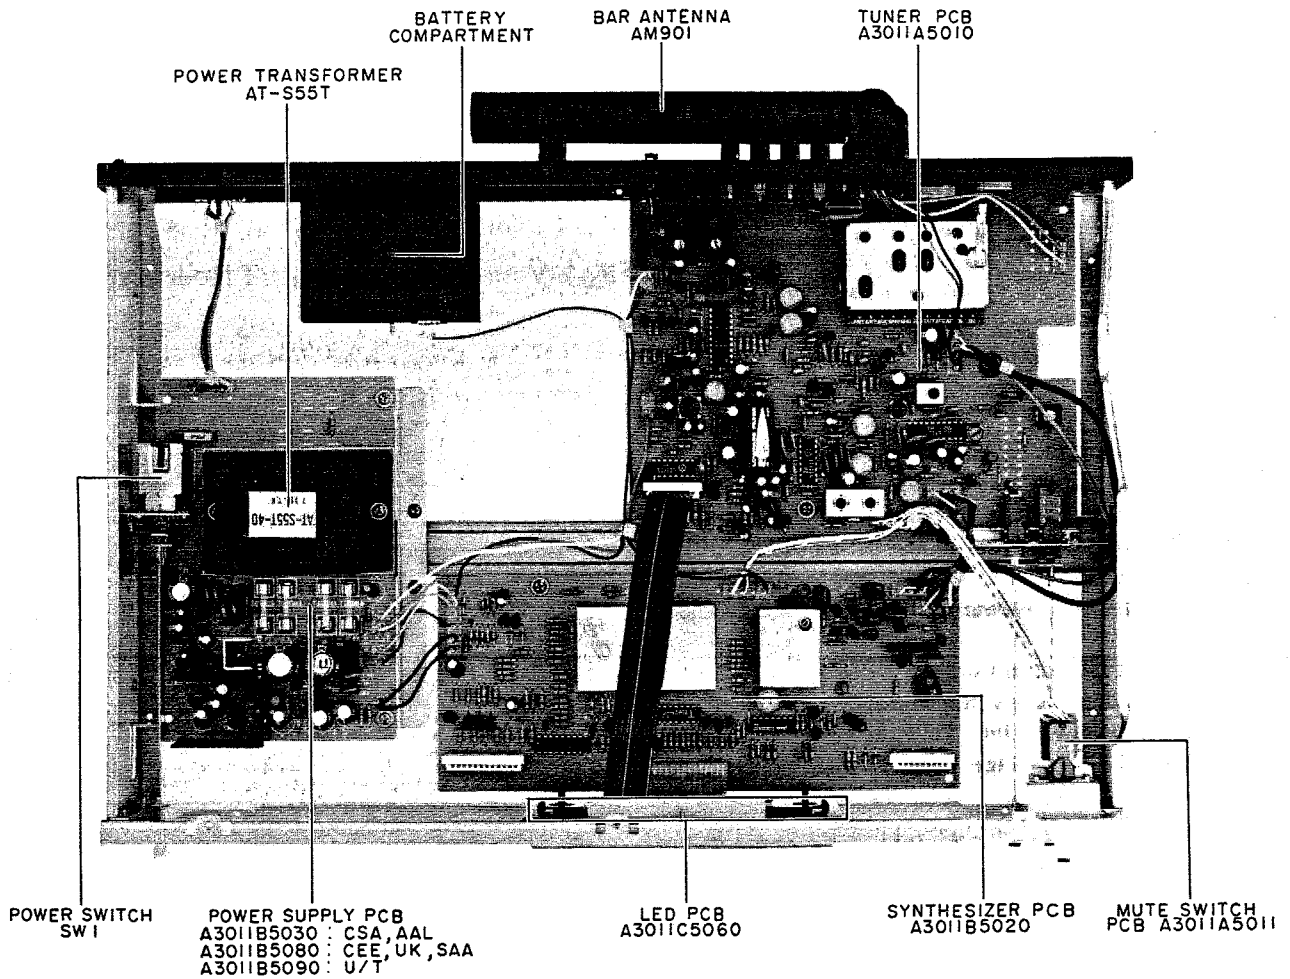 BATTERY
COMPARTMENT
BAR ANTENNA
AM901
TUNER PCB
A3011A5010
POWER TRANSFORMER
AT-S55T
AT-S55T-40
POWER SWITCH
SW1
POWER SUPPLY PCB
A3011B5030 : CSA, AAL
A3011B5080 : CEE, UK, SAA
A3011B5090 : U/T
LED PCB
A3011C5060
SYNTHESIZER PCB
A3011B5020
MUTE SWITCH
PCB A3011A5011